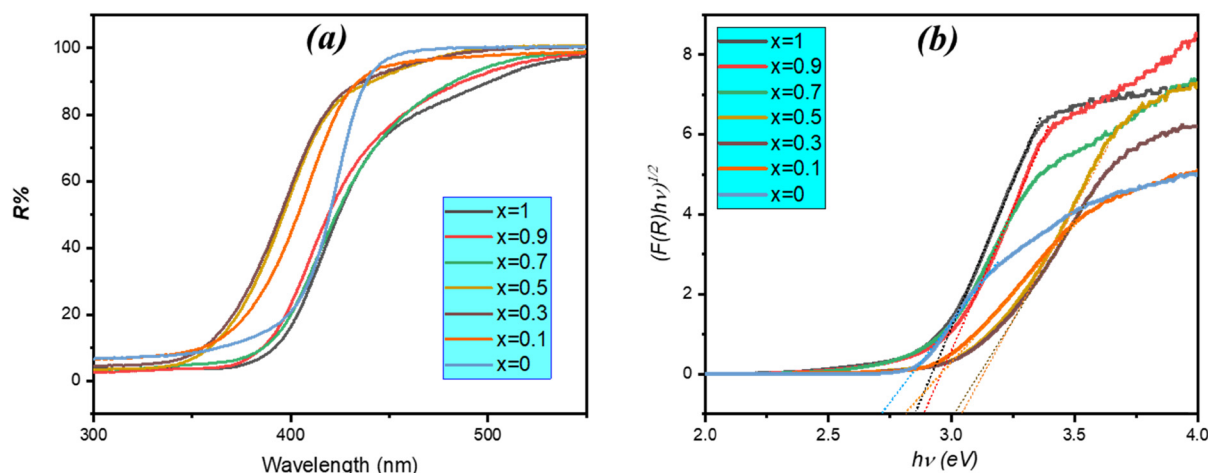 (a)
R%
100
80
60
40
20
0
x=1
x=0.9
x=0.7
x=0.5
x=0.3
x=0.1
x=0
300
400
500
Wavelength (nm)
(b)
(F(R)hν)^1/2
8
6
4
2
0
x=1
x=0.9
x=0.7
x=0.5
x=0.3
x=0.1
x=0
2.0
2.5
3.0
3.5
4.0
hν (eV)